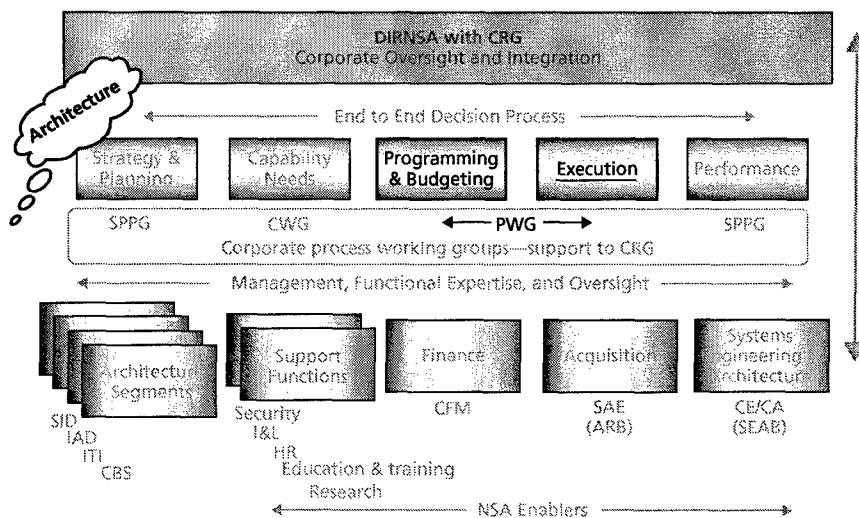 DIRNSA with CRG
Corporate Oversight and Integration
Architecture
End to End Decision Process
Strategy &
Planning
Capability
Needs
Programming
& Budgeting
Execution
Performance
SPPG
CWG
PWG
SPPG
Corporate process working groups—support to CRG
Management, Functional Expertise, and Oversight
Architecture
Segments
Support
Functions
Finance
Acquisition
Systems
Engineering
Architecture
SID
IAD
ITI
CBS
Security
I&L
HR
Education & training
Research
CFM
SAE
(ARB)
CE/CA
(SEAB)
NSA Enablers